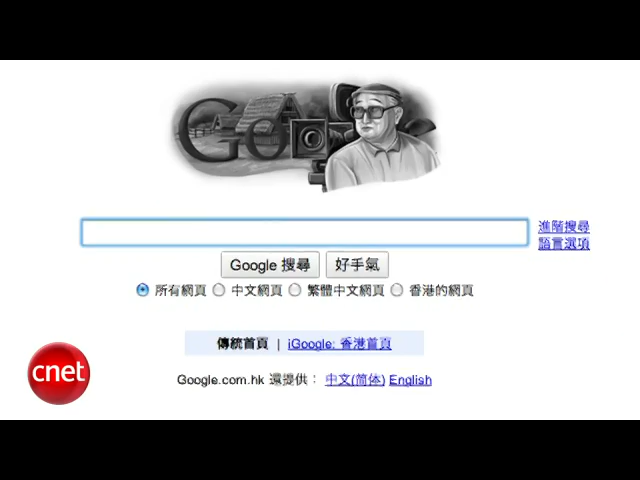 Goo
進階搜尋
語言選項
Google 搜尋 好手氣
所有網頁 中文網頁 繁體中文網頁 香港的網頁
傳統首頁 | iGoogle: 香港首頁
cnet
Google.com.hk 還提供： 中文(简体) English